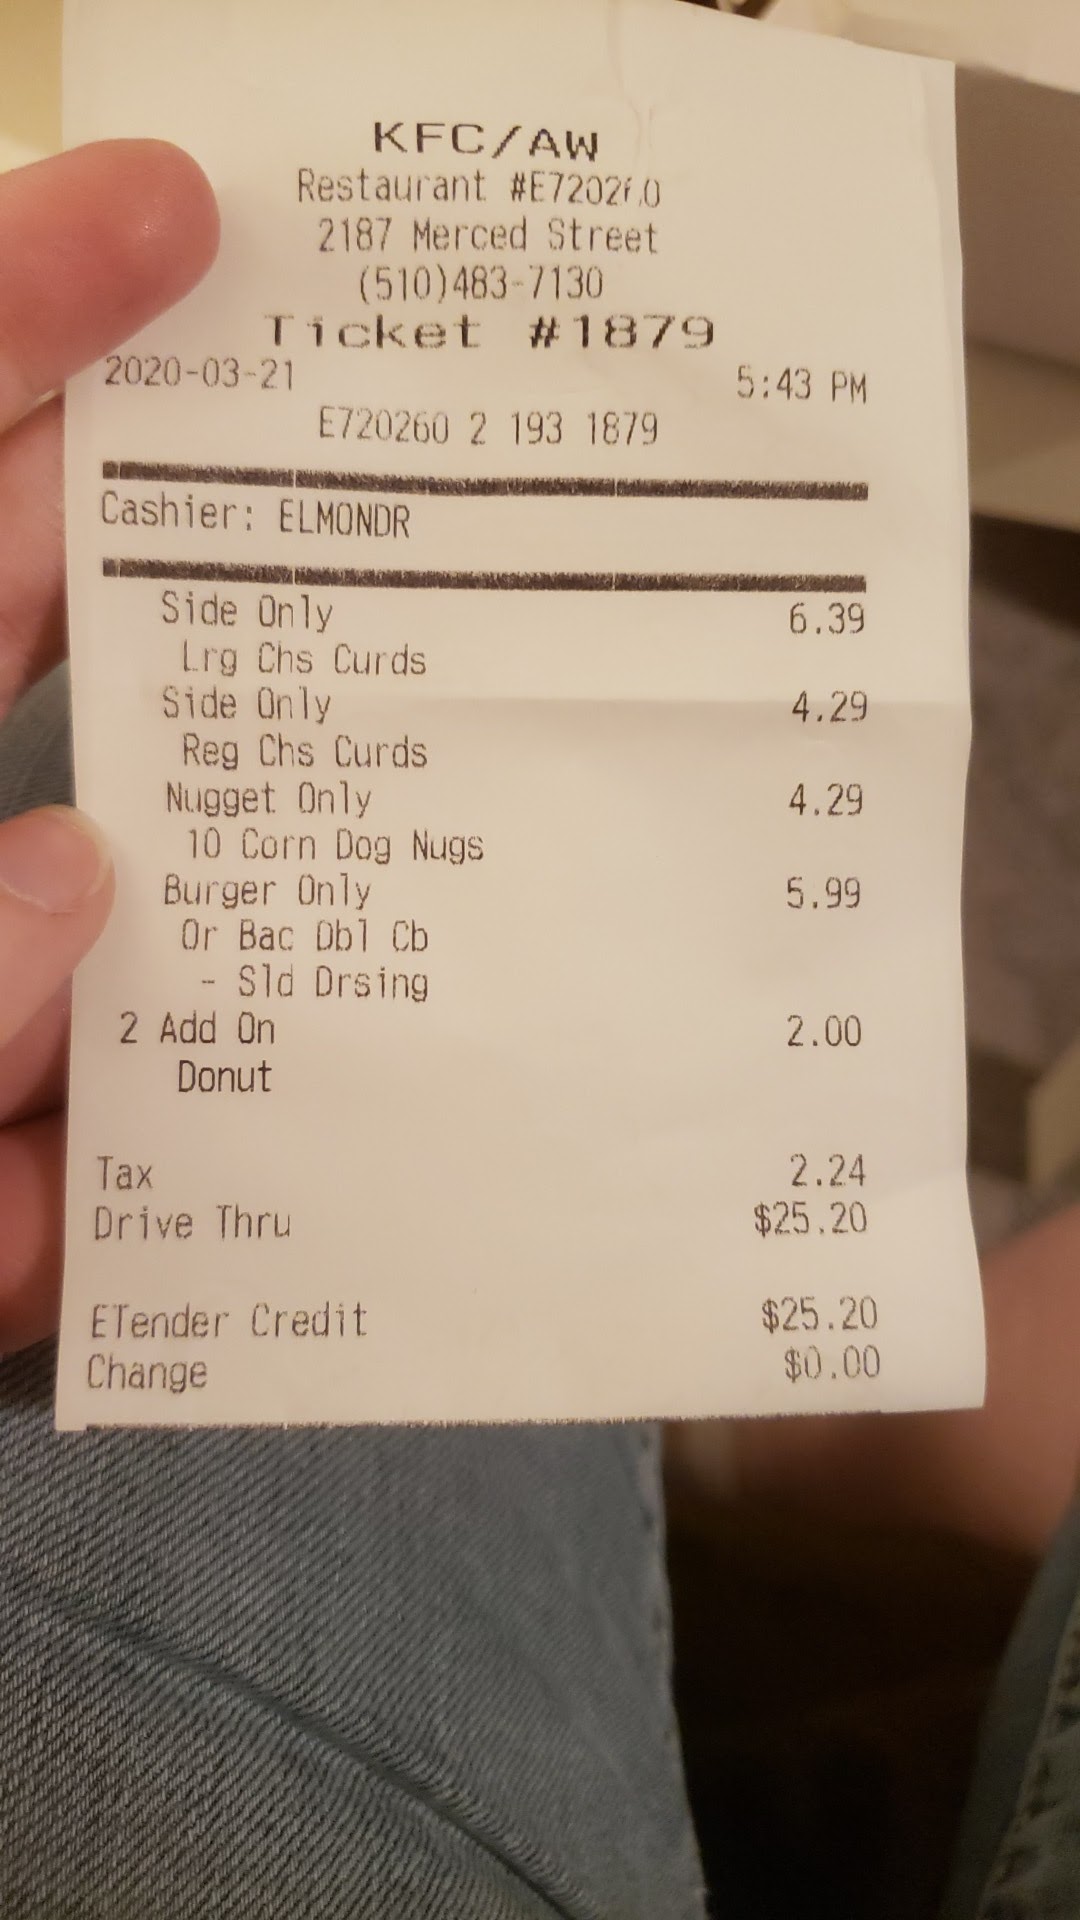 KFC/AW
Restaurant #E720260
2187 Merced Street
(510)483-7130
Ticket #1879
2020-03-21 5:43 PM
E720260 2 193 1879
Cashier: ELMONDR
Side Only 6.39
Lrg Chs Curds
Side Only 4.29
Reg Chs Curds
Nugget Only 4.29
10 Corn Dog Nugs
Burger Only 5.99
Or Bac Dbl Cb
- Sld Drsing
2 Add On 2.00
Donut
Tax 2.24
Drive Thru $25.20
ETender Credit $25.20
Change $0.00